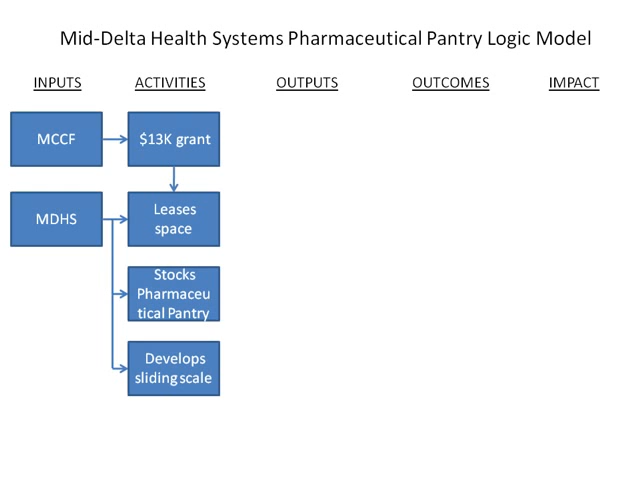 Mid-Delta Health Systems Pharmaceutical Pantry Logic Model
INPUTS ACTIVITIES OUTPUTS OUTCOMES IMPACT
MCCF
$13K grant
MDHS
Leases
space
Stocks
Pharmaceu
tical Pantry
Develops
sliding scale